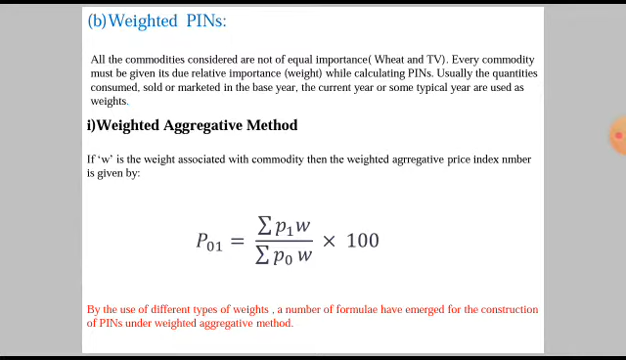 (b)Weighted PINs:
All the commodities considered are not of equal importance( Wheat and TV). Every commodity
must be given its due relative importance (weight) while calculating PINs. Usually the quantities
consumed, sold or marketed in the base year, the current year or some typical year are used as
weights.
i)Weighted Aggregative Method
If ‘w’ is the weight associated with commodity then the weighted agrregative price index nmber
is given by:
P₀₁ = ∑ p₁ w / ∑ p₀ w × 100
By the use of different types of weights , a number of formulae have emerged for the construction
of PINs under weighted aggregative method.